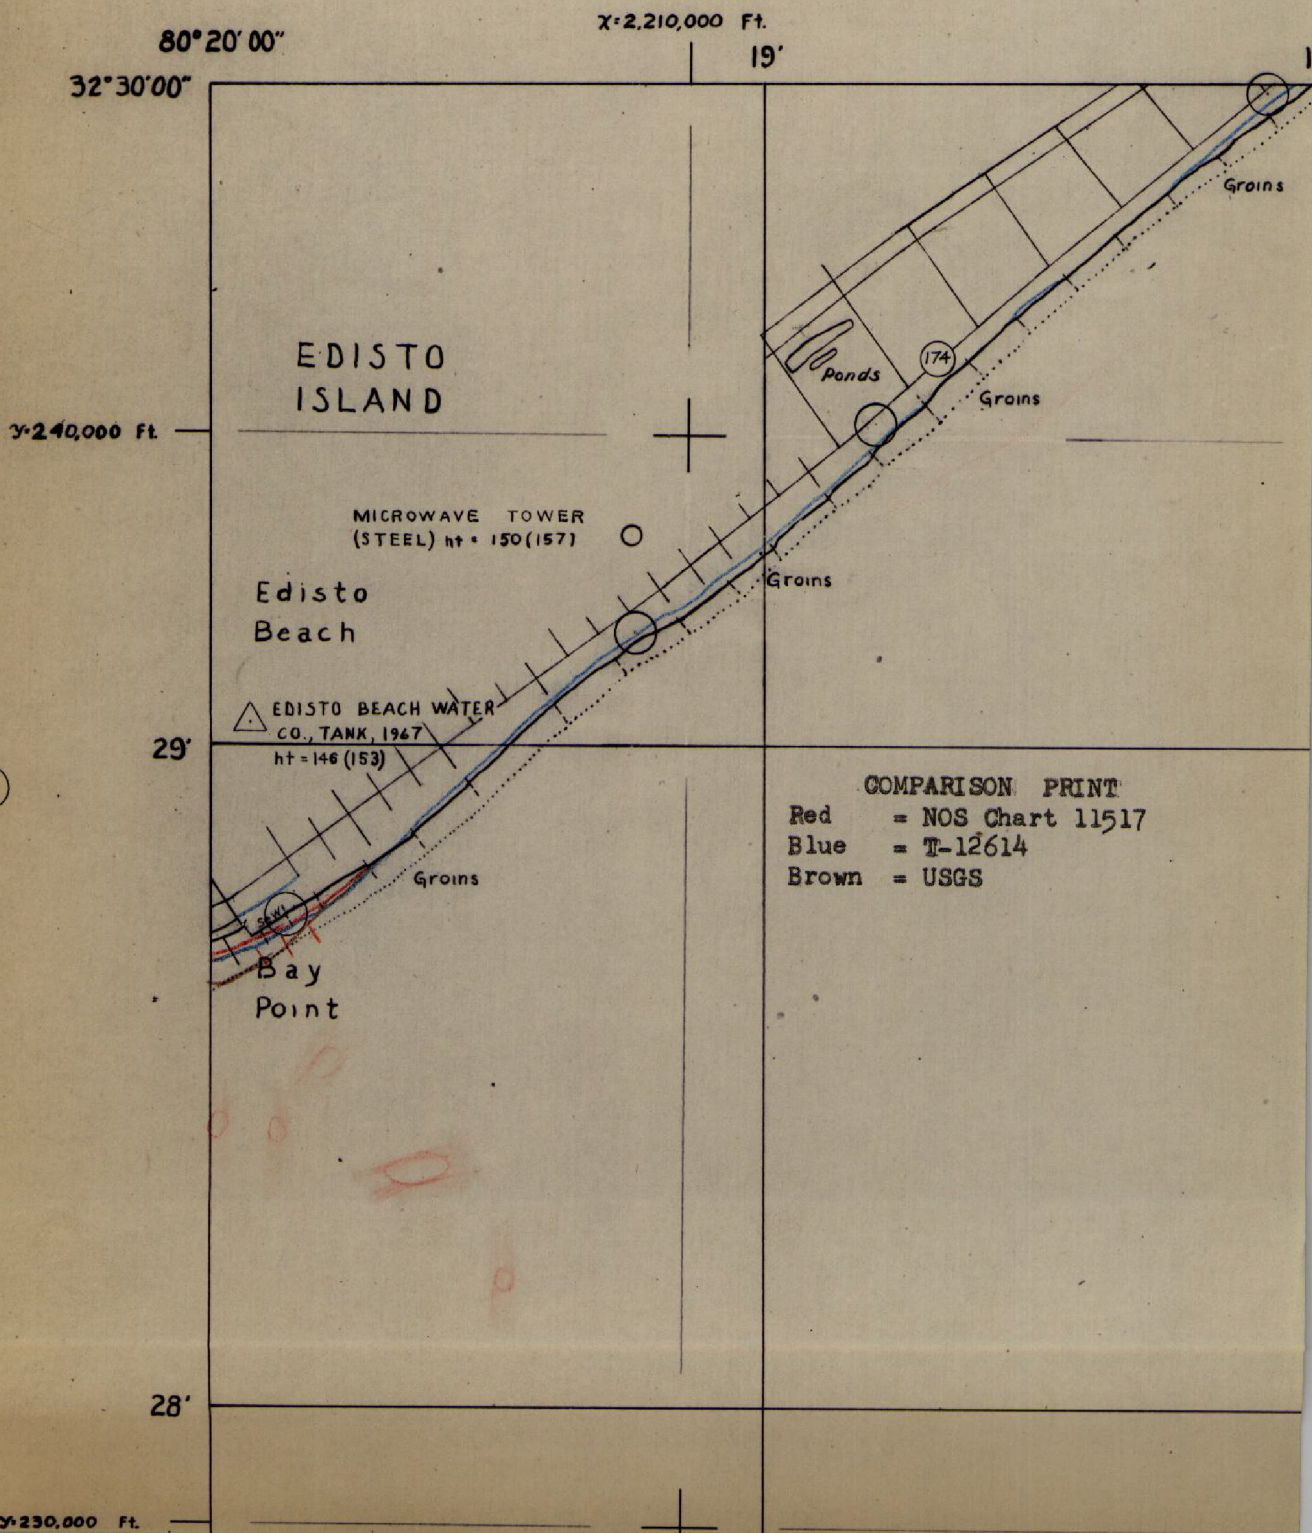 χ=2,210,000 Ft.
80°20'00"
19'
32°30'00"
Groins
EDISTO
ISLAND
174
Ponds
Groins
y=240,000 Ft.
MICROWAVE TOWER
(STEEL) ht = 150(157)
Groins
Edisto
Beach
EDISTO BEACH WATER
CO., TANK, 1967
29'
ht = 146 (153)
COMPARISON PRINT
Red = NOS Chart 11517
Blue = T-12614
Brown = USGS
Groins
Bay
Point
28'
y=230,000 Ft.